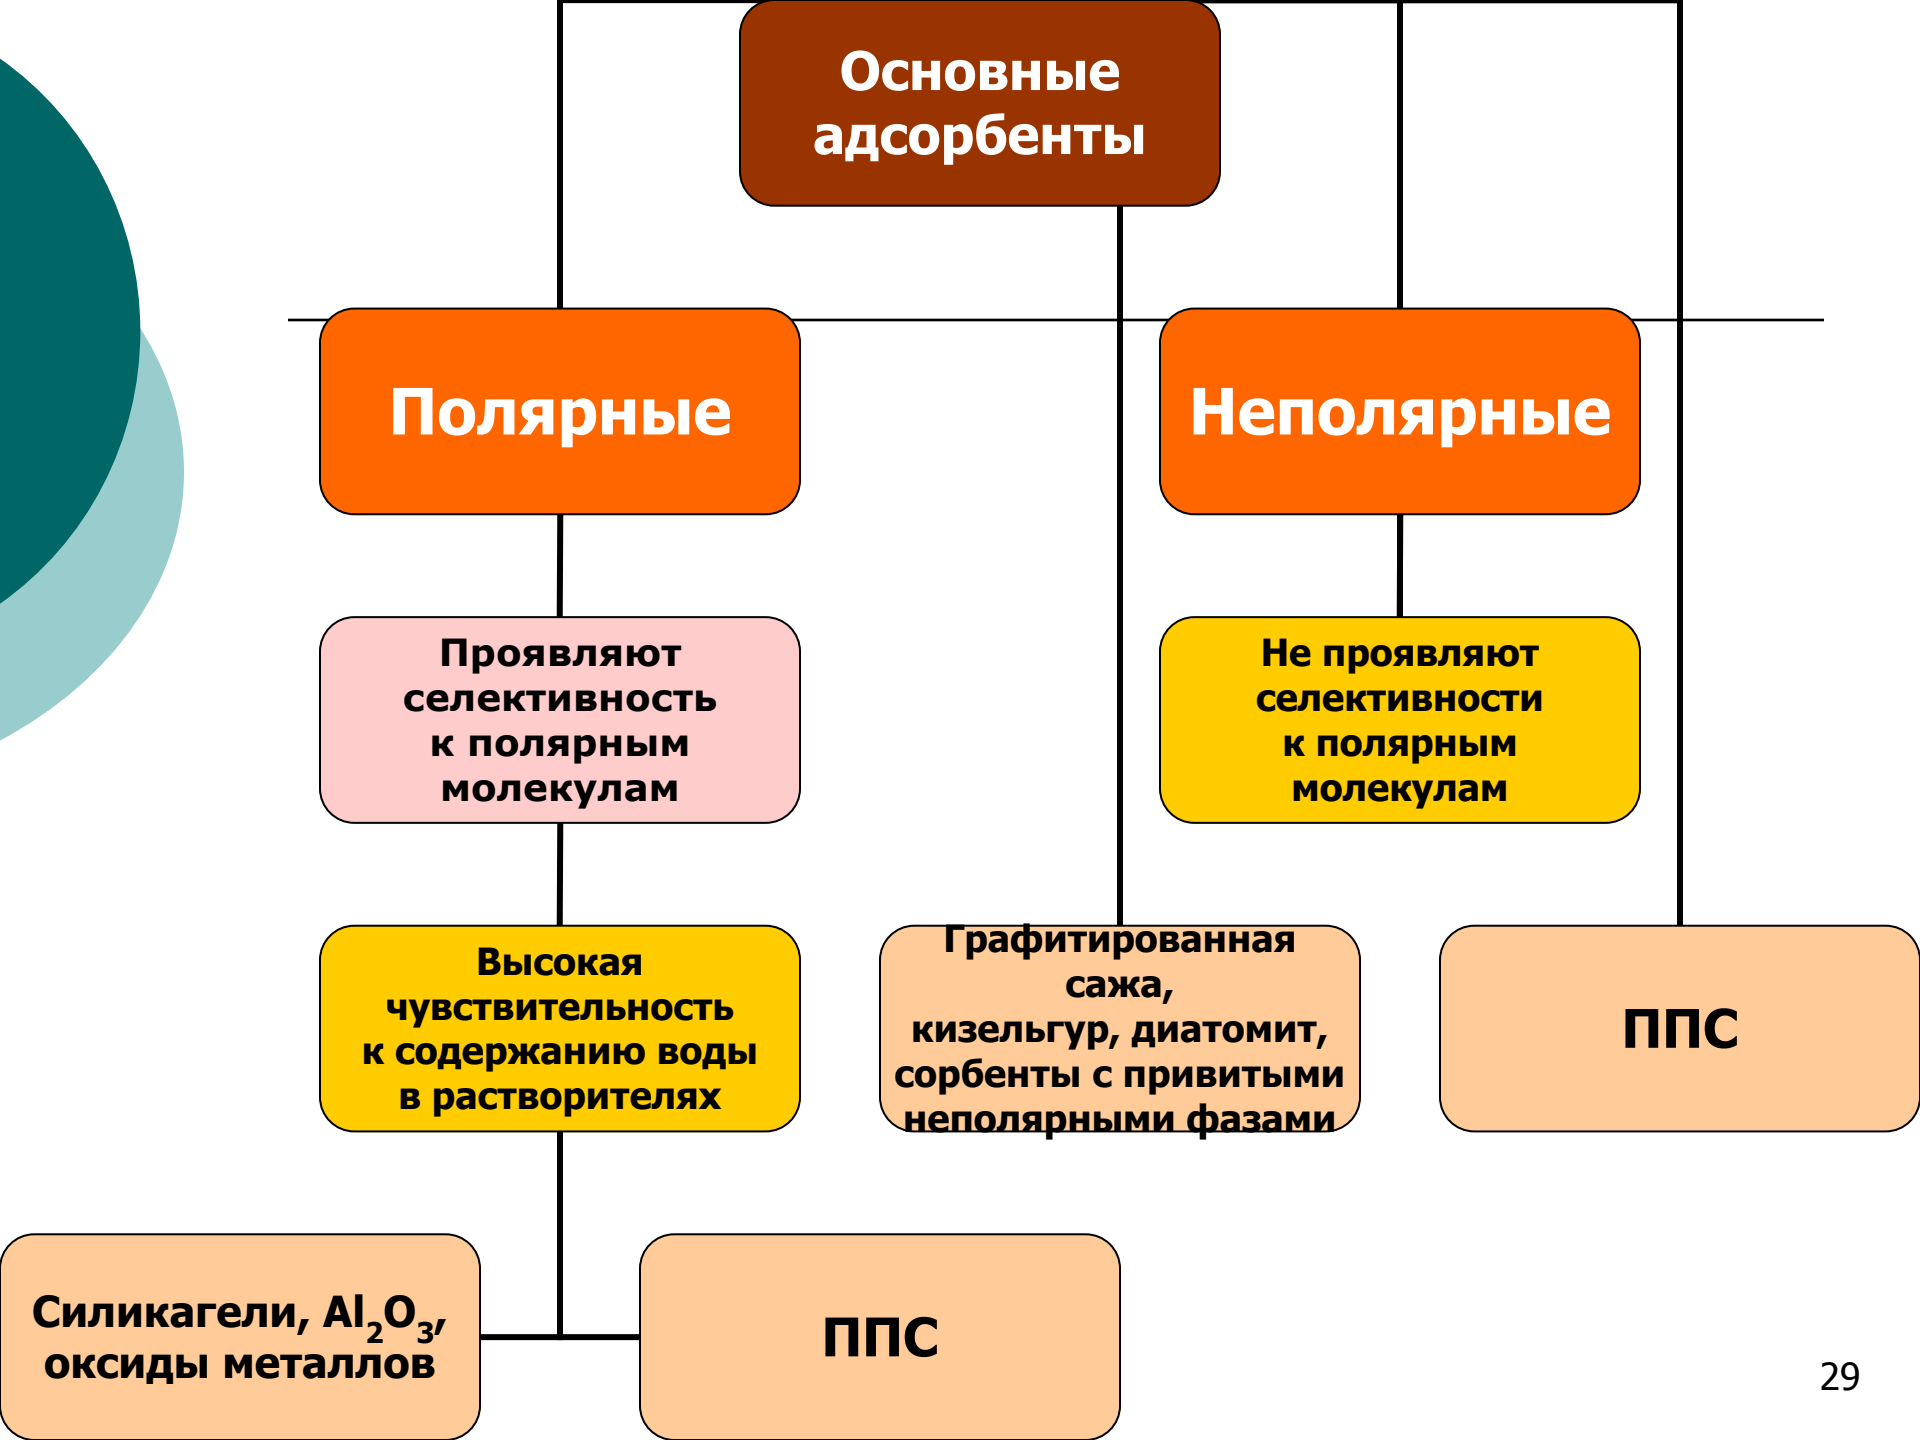 Основные
адсорбенты
Полярные
Неполярные
Проявляют
селективность
к полярным
молекулам
Не проявляют
селективности
к полярным
молекулам
Высокая
чувствительность
к содержанию воды
в растворителях
Графитированная
сажа,
кизельгур, диатомит,
сорбенты с привитыми
неполярными фазами
ППС
Силикагели, Al₂O₃,
оксиды металлов
ППС
29